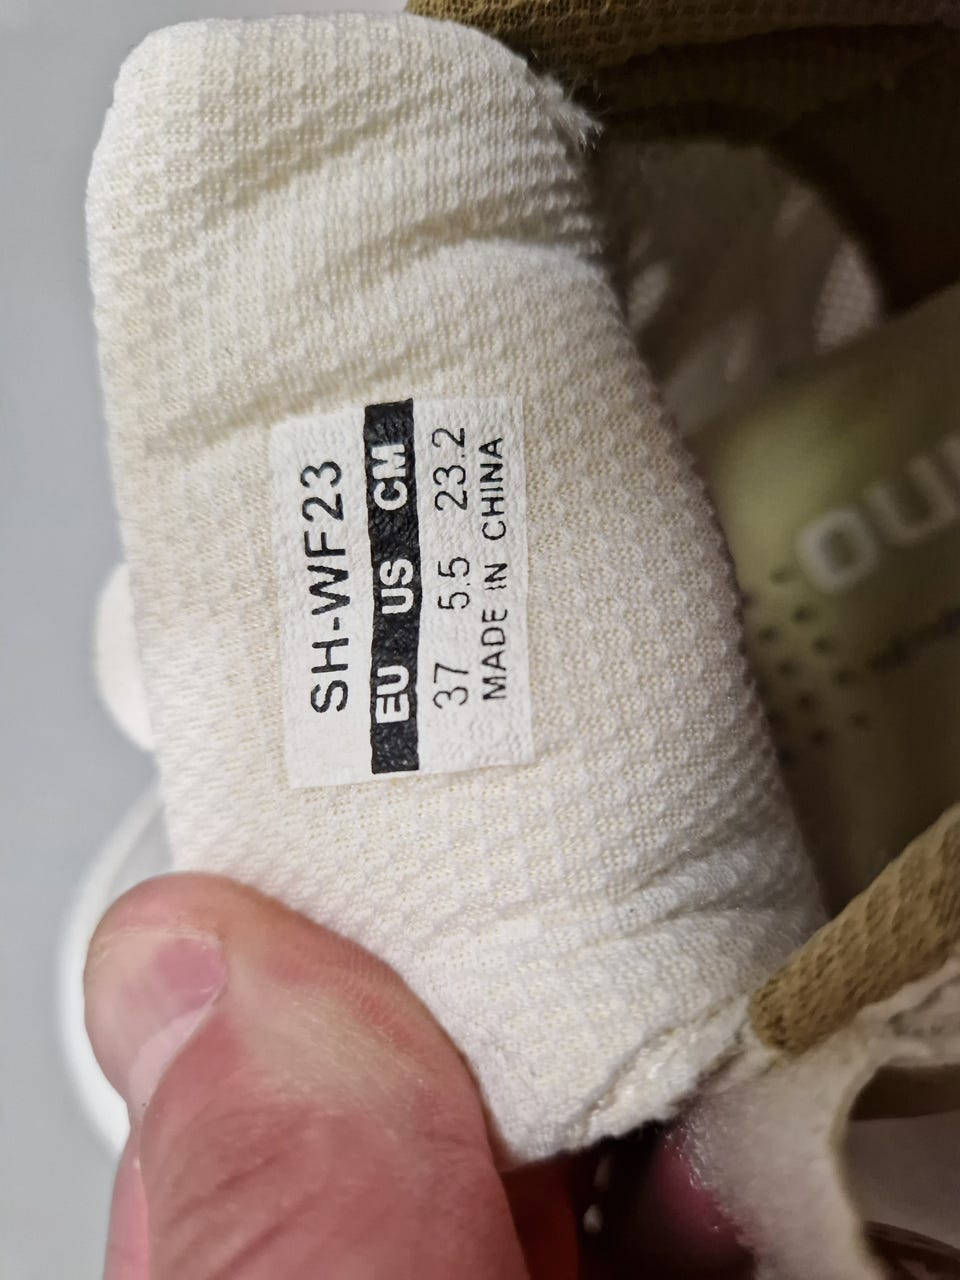 SH-WF23
EU US CM
37 5.5 23.2
MADE IN CHINA